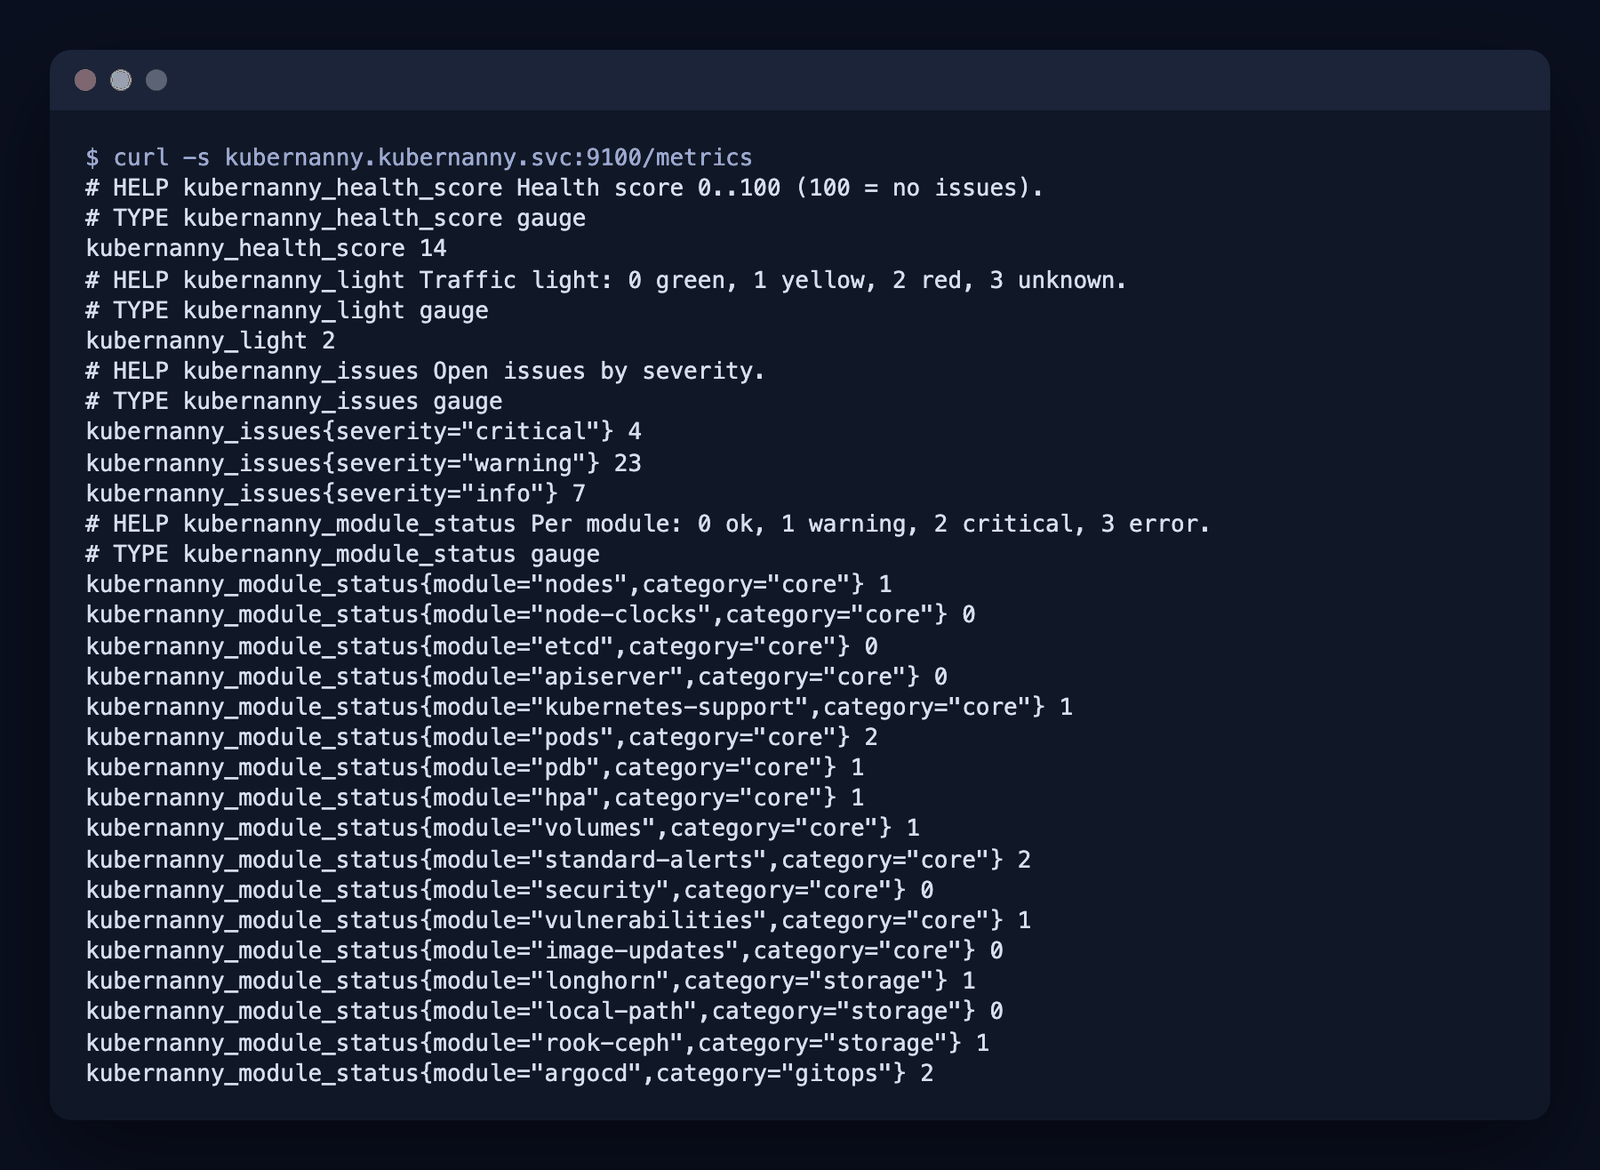 $ curl -s kubernanny.kubernanny.svc:9100/metrics
# HELP kubernanny_health_score Health score 0..100 (100 = no issues).
# TYPE kubernanny_health_score gauge
kubernanny_health_score 14
# HELP kubernanny_light Traffic light: 0 green, 1 yellow, 2 red, 3 unknown.
# TYPE kubernanny_light gauge
kubernanny_light 2
# HELP kubernanny_issues Open issues by severity.
# TYPE kubernanny_issues gauge
kubernanny_issues{severity="critical"} 4
kubernanny_issues{severity="warning"} 23
kubernanny_issues{severity="info"} 7
# HELP kubernanny_module_status Per module: 0 ok, 1 warning, 2 critical, 3 error.
# TYPE kubernanny_module_status gauge
kubernanny_module_status{module="nodes",category="core"} 1
kubernanny_module_status{module="node-clocks",category="core"} 0
kubernanny_module_status{module="etcd",category="core"} 0
kubernanny_module_status{module="apiserver",category="core"} 0
kubernanny_module_status{module="kubernetes-support",category="core"} 1
kubernanny_module_status{module="pods",category="core"} 2
kubernanny_module_status{module="pdb",category="core"} 1
kubernanny_module_status{module="hpa",category="core"} 1
kubernanny_module_status{module="volumes",category="core"} 1
kubernanny_module_status{module="standard-alerts",category="core"} 2
kubernanny_module_status{module="security",category="core"} 0
kubernanny_module_status{module="vulnerabilities",category="core"} 1
kubernanny_module_status{module="image-updates",category="core"} 0
kubernanny_module_status{module="longhorn",category="storage"} 1
kubernanny_module_status{module="local-path",category="storage"} 0
kubernanny_module_status{module="rook-ceph",category="storage"} 1
kubernanny_module_status{module="argocd",category="gitops"} 2